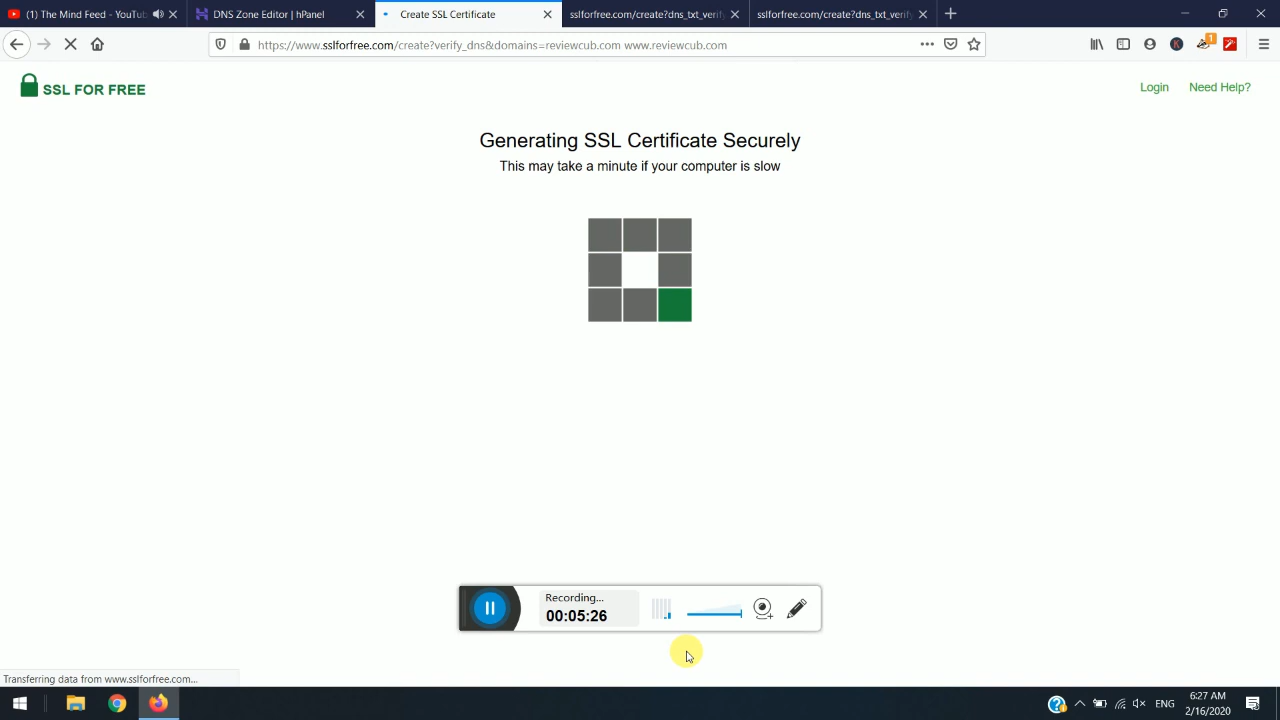 (1) The Mind Feed - YouTub
DNS Zone Editor | hPanel
Create SSL Certificate
sslforfree.com/create?dns_txt_verify
sslforfree.com/create?dns_txt_verify
https://www.sslforfree.com/create?verify_dns&domains=reviewcub.com www.reviewcub.com
1
SSL FOR FREE
Login
Need Help?
Generating SSL Certificate Securely
This may take a minute if your computer is slow
Recording...
00:05:26
Transferring data from www.sslforfree.com...
ENG
6:27 AM
2/16/2020